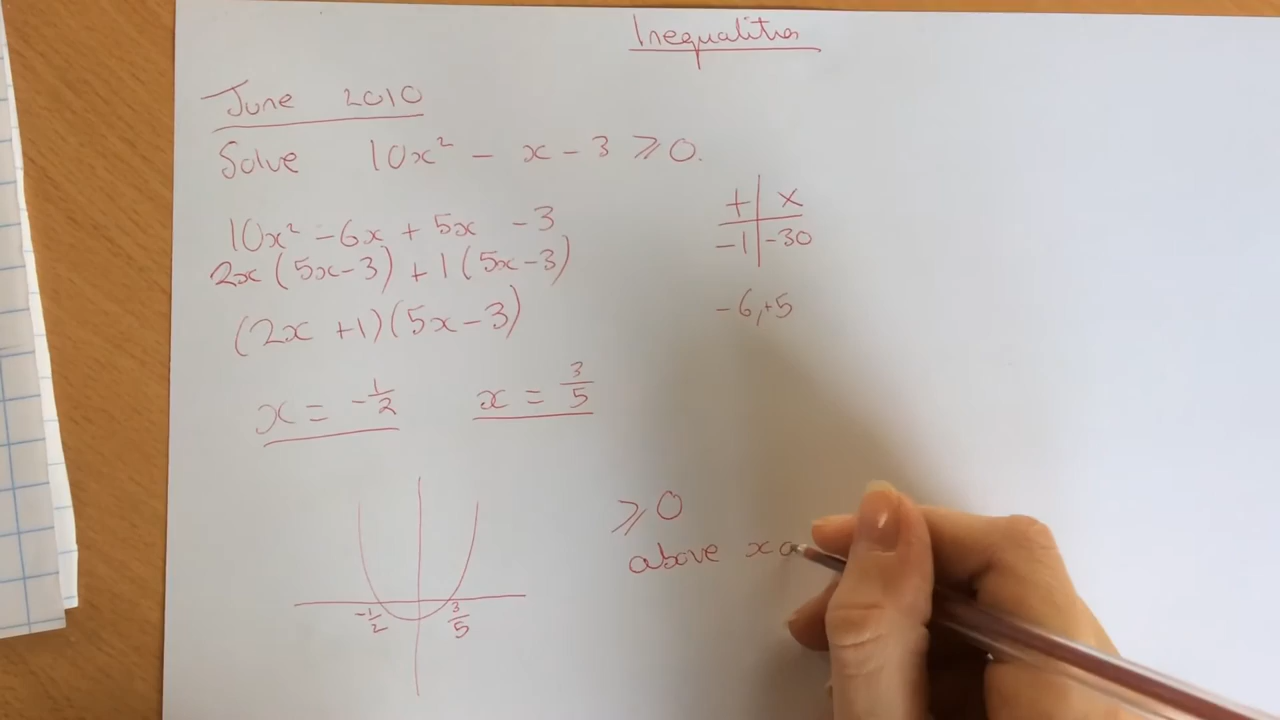 Inequalities
June 2010
Solve 10x² - x - 3 ⩾ 0.
10x² - 6x + 5x - 3
2x (5x-3) + 1 (5x-3)
(2x +1)(5x-3)
x = -1/2 x = 3/5
+ | x
-1 | -30
-6,+5
-1/2 3/5
⩾ 0
above x a